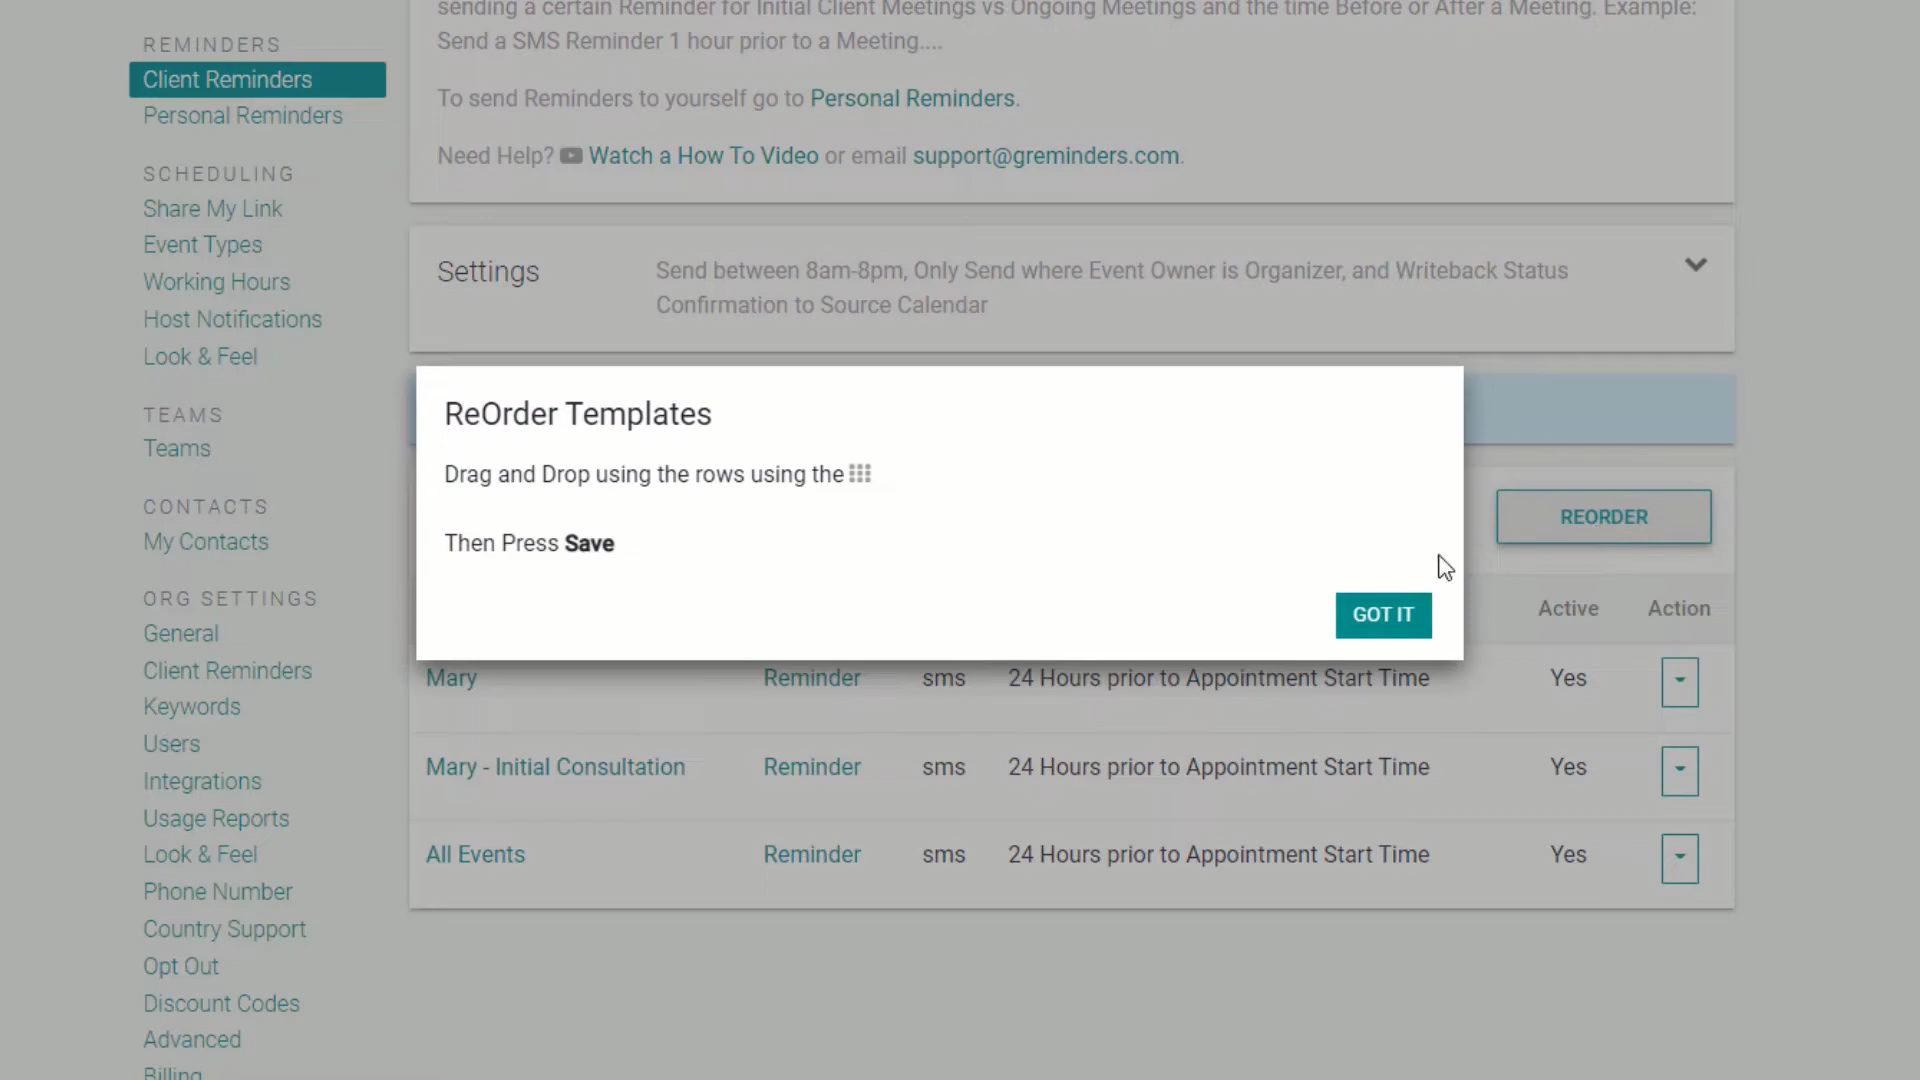 REMINDERS
Client Reminders
Personal Reminders
SCHEDULING
Share My Link
Event Types
Working Hours
Host Notifications
Look & Feel
TEAMS
Teams
CONTACTS
My Contacts
ORG SETTINGS
General
Client Reminders
Keywords
Users
Integrations
Usage Reports
Look & Feel
Phone Number
Country Support
Opt Out
Discount Codes
Advanced
Billing
sending a certain Reminder for Initial Client Meetings vs Ongoing Meetings and the time Before or After a Meeting. Example:
Send a SMS Reminder 1 hour prior to a Meeting....
To send Reminders to yourself go to Personal Reminders.
Need Help? Watch a How To Video or email support@greminders.com.
Settings
Send between 8am-8pm, Only Send where Event Owner is Organizer, and Writeback Status
Confirmation to Source Calendar
ReOrder Templates
Drag and Drop using the rows using the
Then Press Save
GOT IT
REORDER
Active Action
Mary Reminder sms 24 Hours prior to Appointment Start Time Yes
Mary - Initial Consultation Reminder sms 24 Hours prior to Appointment Start Time Yes
All Events Reminder sms 24 Hours prior to Appointment Start Time Yes